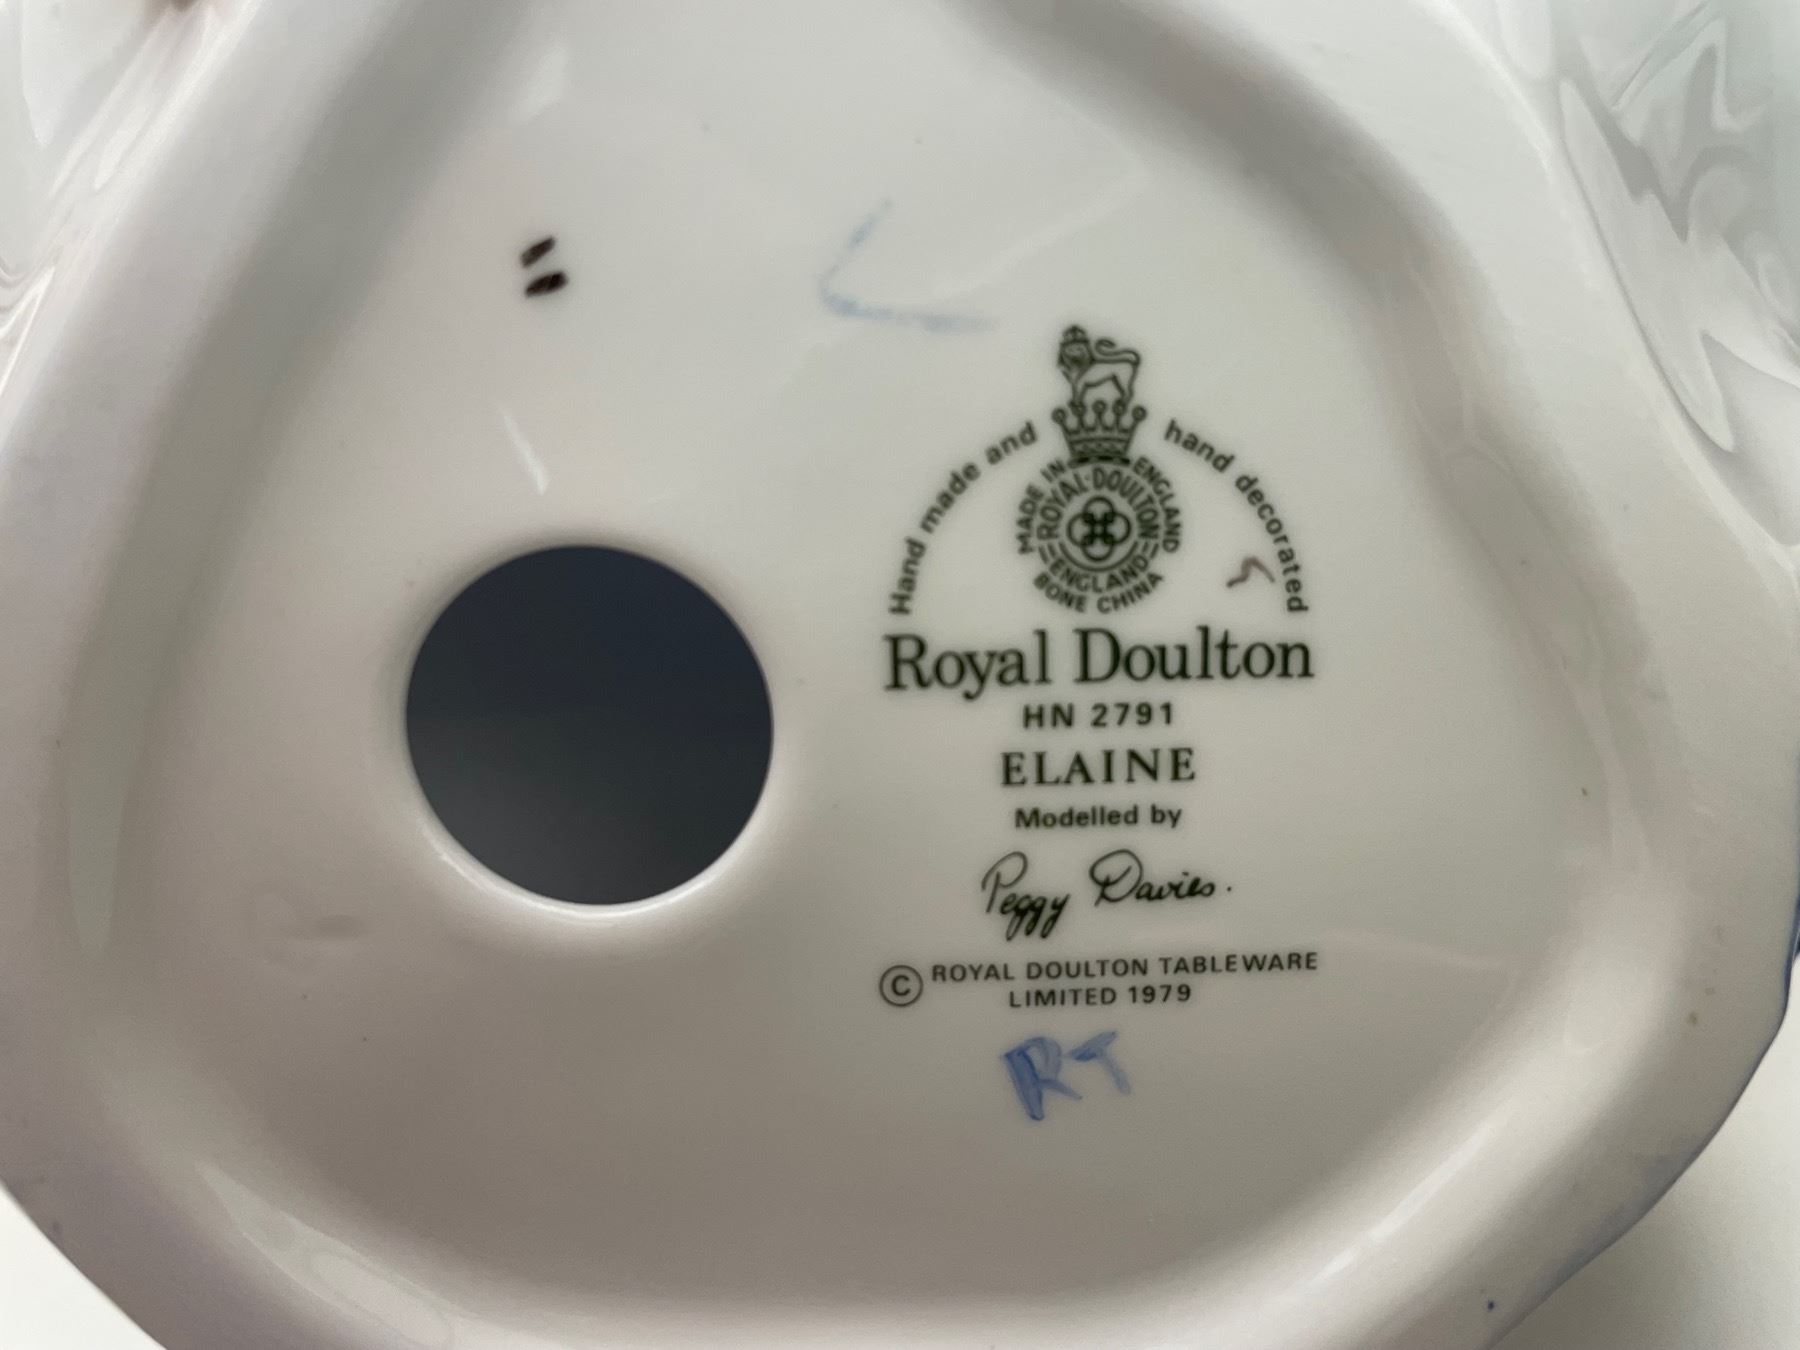 Hand made and hand decorated
MADE IN ENGLAND
ROYAL·DOULTON
ENGLAND
BONE CHINA
Royal Doulton
HN 2791
ELAINE
Modelled by
Peggy Davies.
© ROYAL DOULTON TABLEWARE
LIMITED 1979
RT